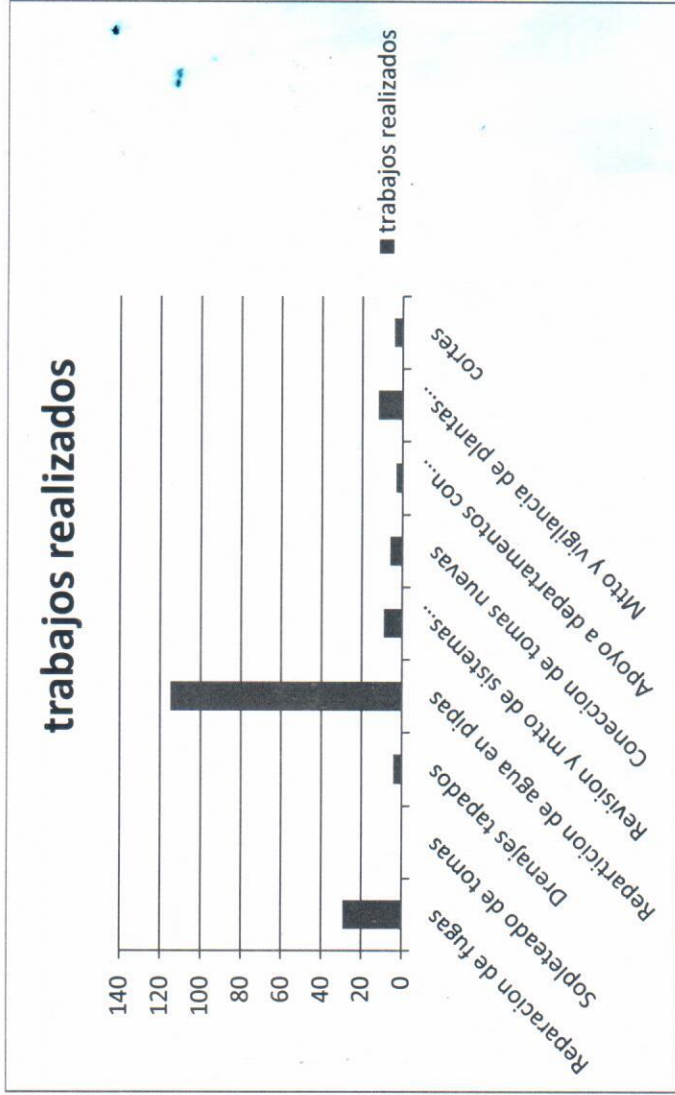 trabajos realizados
140
120
100
80
60
40
20
0
Reparacion de fugas
Sopleteado de tomas
Drenajes tapados
Reparticion de agua en pipas
Revision y mtto de sistemas...
Coneccion de tomas nuevas
Apoyo a departamentos con...
Mtto y vigilancia de plantas...
cortes
trabajos realizados